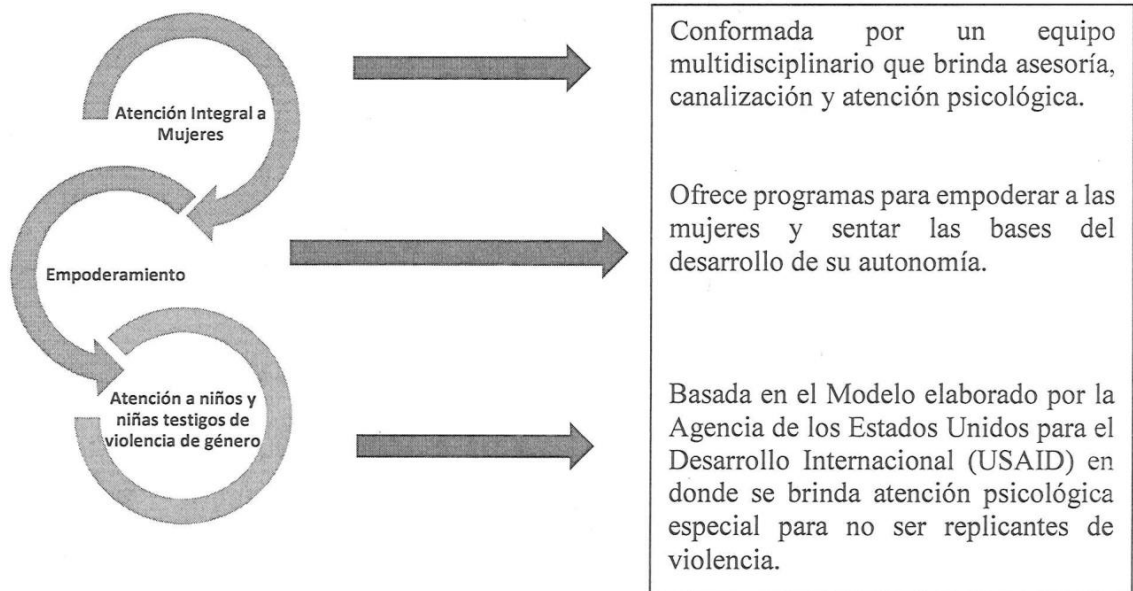 Atención Integral a
Mujeres
Conformada por un equipo
multidisciplinario que brinda asesoría,
canalización y atención psicológica.
Empoderamiento
Ofrece programas para empoderar a las
mujeres y sentar las bases del
desarrollo de su autonomía.
Atención a niños y
niñas testigos de
violencia de género
Basada en el Modelo elaborado por la
Agencia de los Estados Unidos para el
Desarrollo Internacional (USAID) en
donde se brinda atención psicológica
especial para no ser replicantes de
violencia.